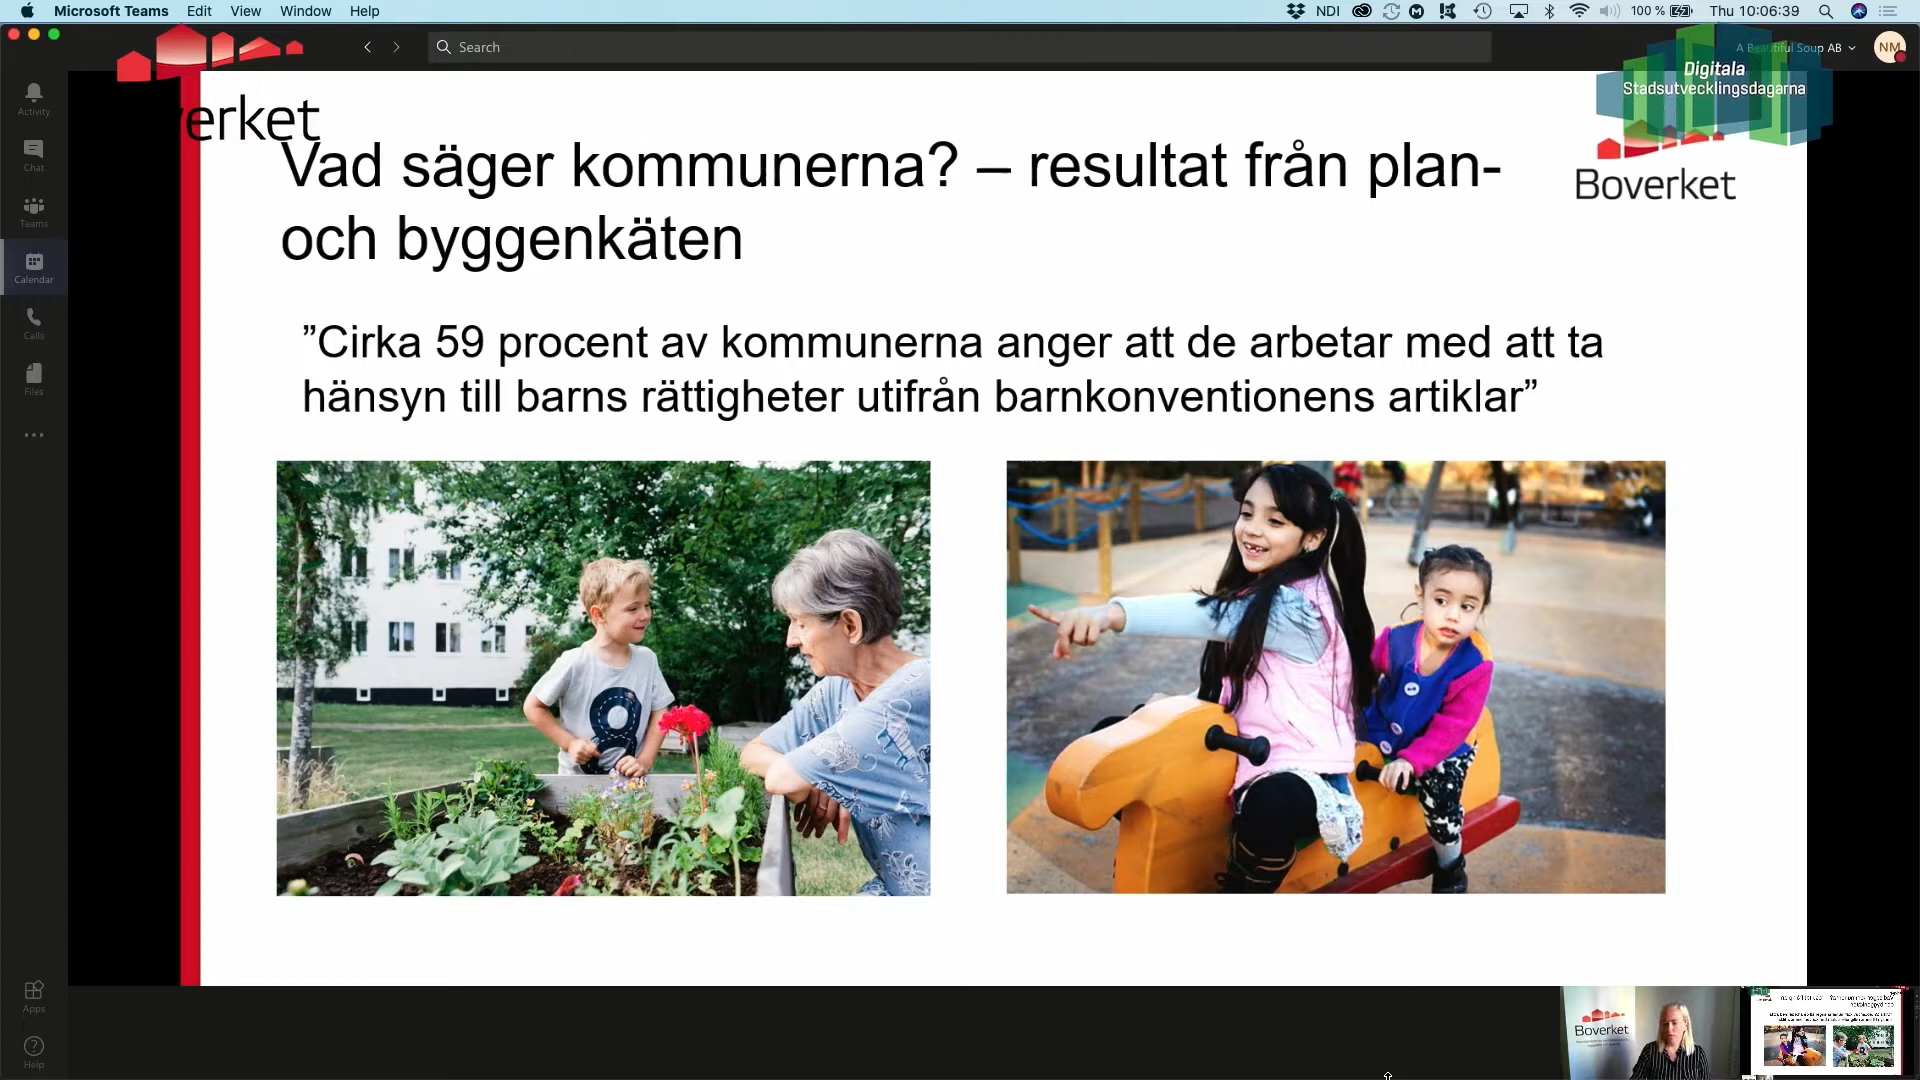 Microsoft Teams Edit View Window Help
NDI 100 % Thu 10:06:39
Search
A Beautiful Soup AB
NM
Activity
Chat
Teams
Calendar
Calls
Files
Apps
Help
erket
Digitala
Stadsutvecklingsdagarna
Boverket
Vad säger kommunerna? – resultat från plan-
och byggenkäten
”Cirka 59 procent av kommunerna anger att de arbetar med att ta
hänsyn till barns rättigheter utifrån barnkonventionens artiklar”
Boverket